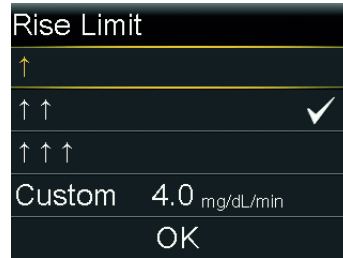 Rise Limit
↑
↑ ↑ ✓
↑ ↑ ↑
Custom 4.0 mg/dL/min
OK